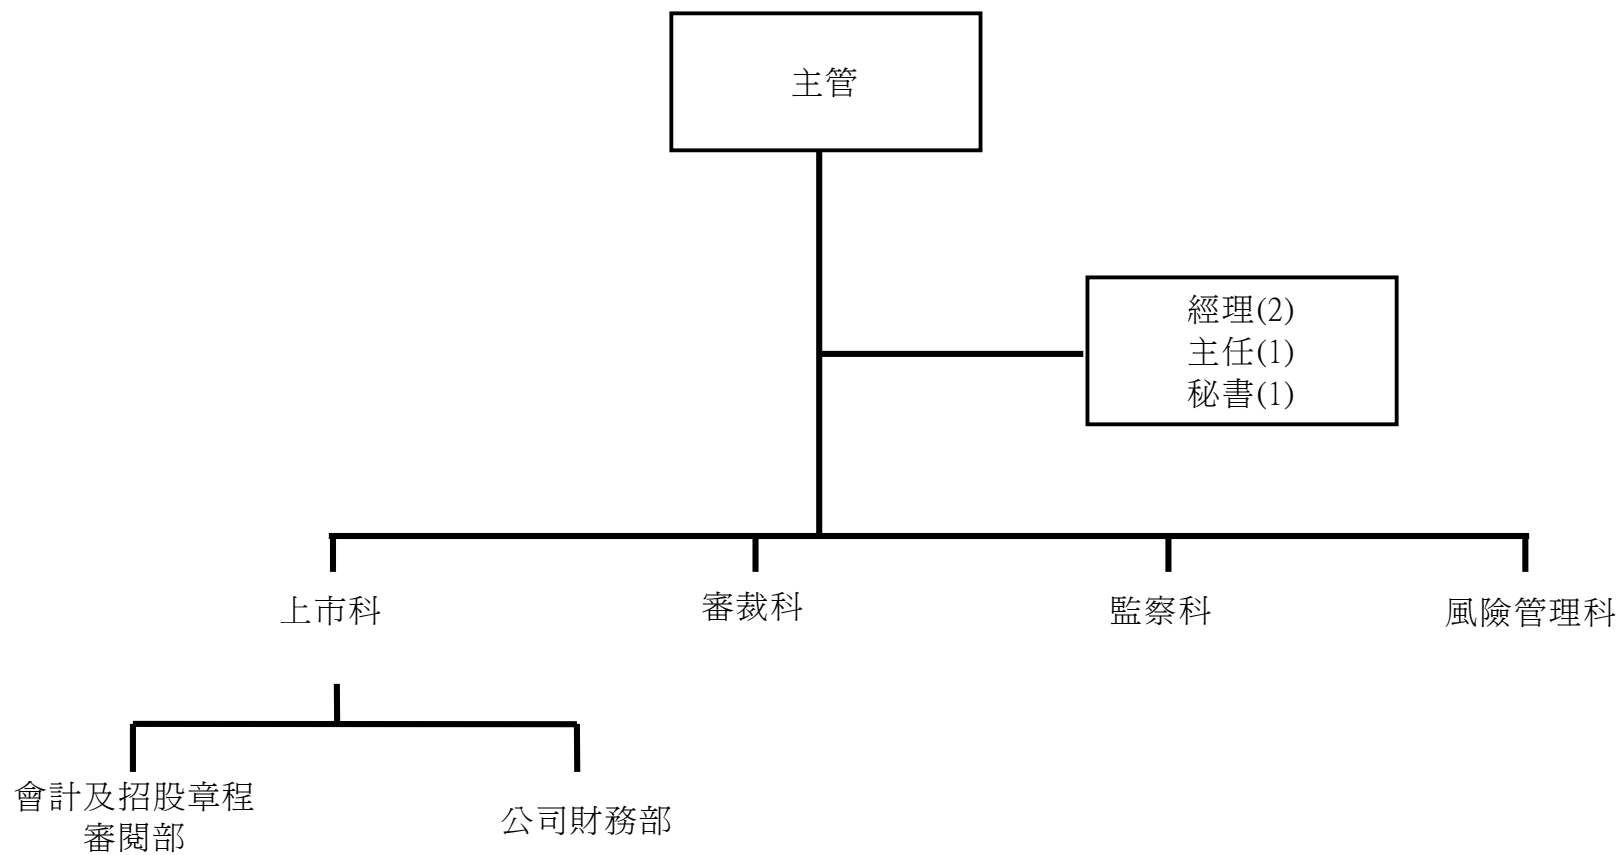 主管
經理(2)
主任(1)
秘書(1)
上市科
審裁科
監察科
風險管理科
會計及招股章程
審閱部
公司財務部